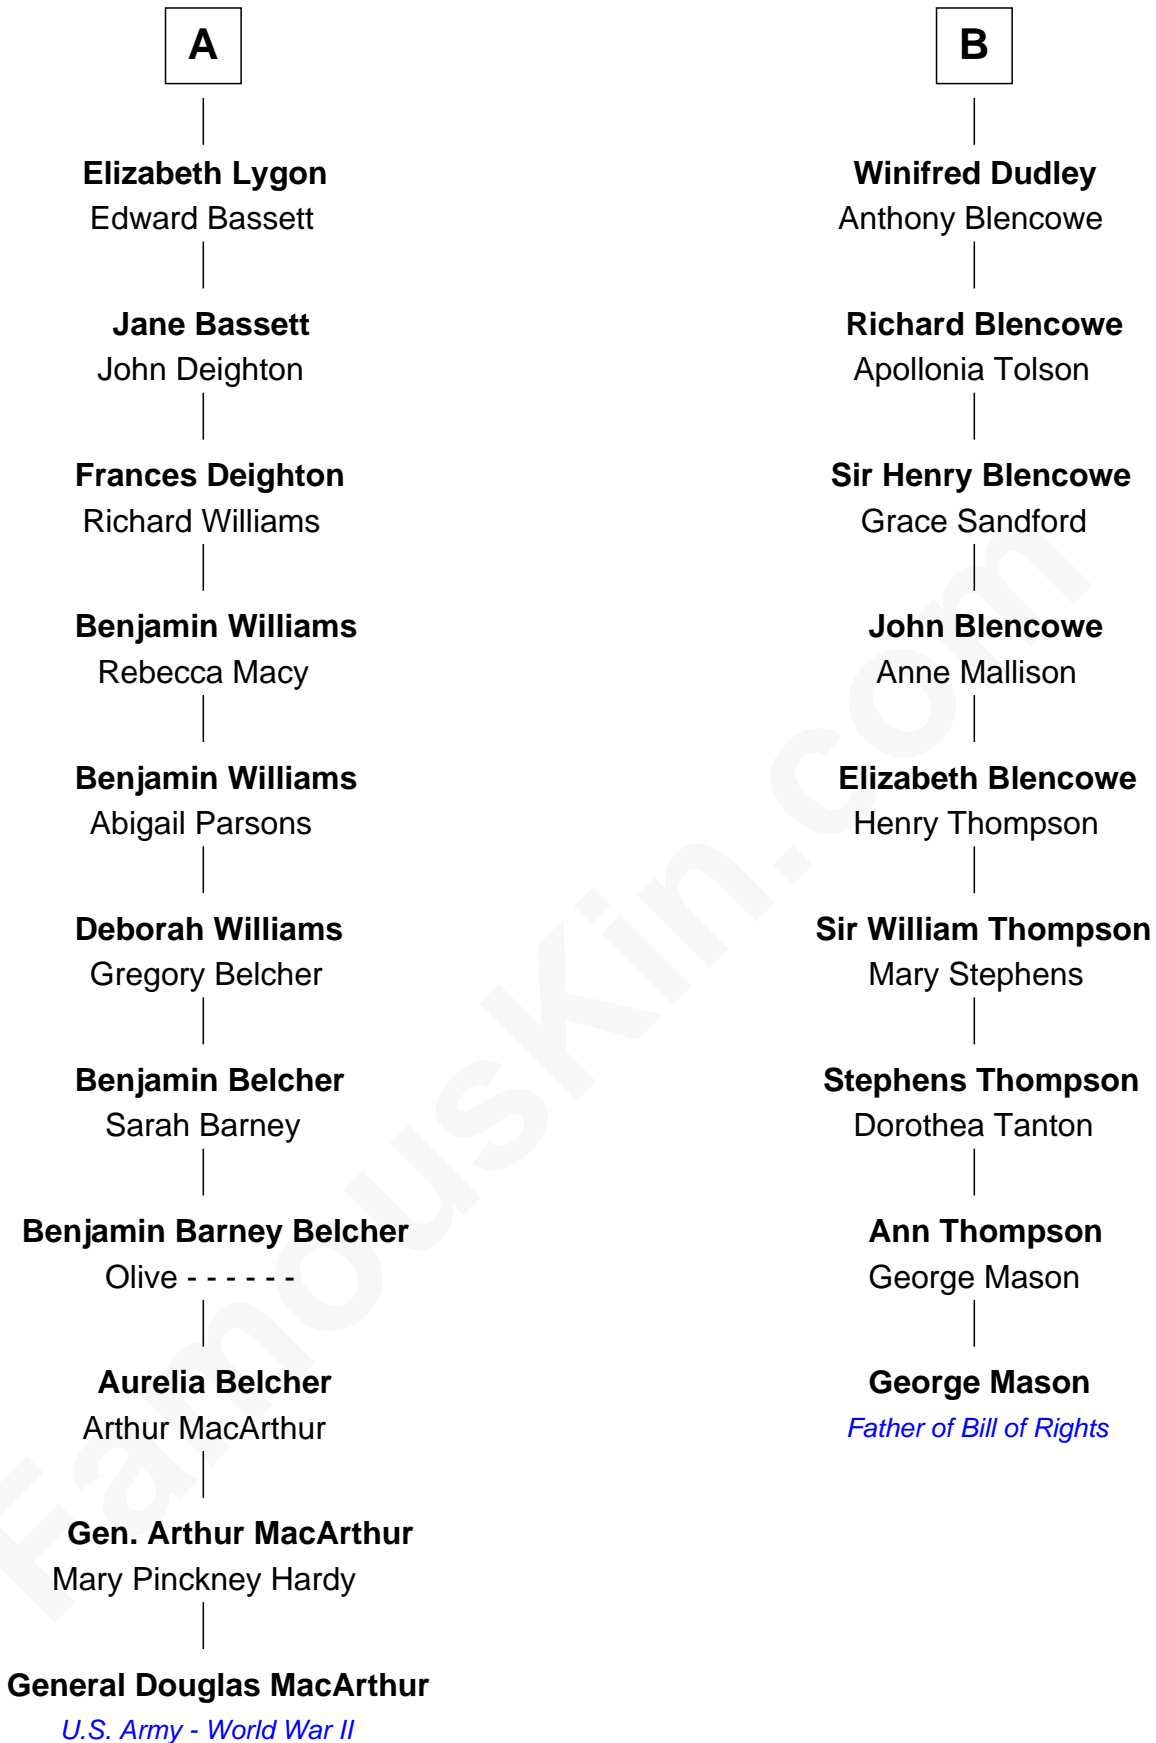 A
Elizabeth Lygon
Edward Bassett
Jane Bassett
John Deighton
Frances Deighton
Richard Williams
Benjamin Williams
Rebecca Macy
Benjamin Williams
Abigail Parsons
Deborah Williams
Gregory Belcher
Benjamin Belcher
Sarah Barney
Benjamin Barney Belcher
Olive - - - - - -
Aurelia Belcher
Arthur MacArthur
Gen. Arthur MacArthur
Mary Pinckney Hardy
General Douglas MacArthur
U.S. Army - World War II
B
Winifred Dudley
Anthony Blencowe
Richard Blencowe
Apollonia Tolson
Sir Henry Blencowe
Grace Sandford
John Blencowe
Anne Mallison
Elizabeth Blencowe
Henry Thompson
Sir William Thompson
Mary Stephens
Stephens Thompson
Dorothea Tanton
Ann Thompson
George Mason
George Mason
Father of Bill of Rights
FamousKin.com